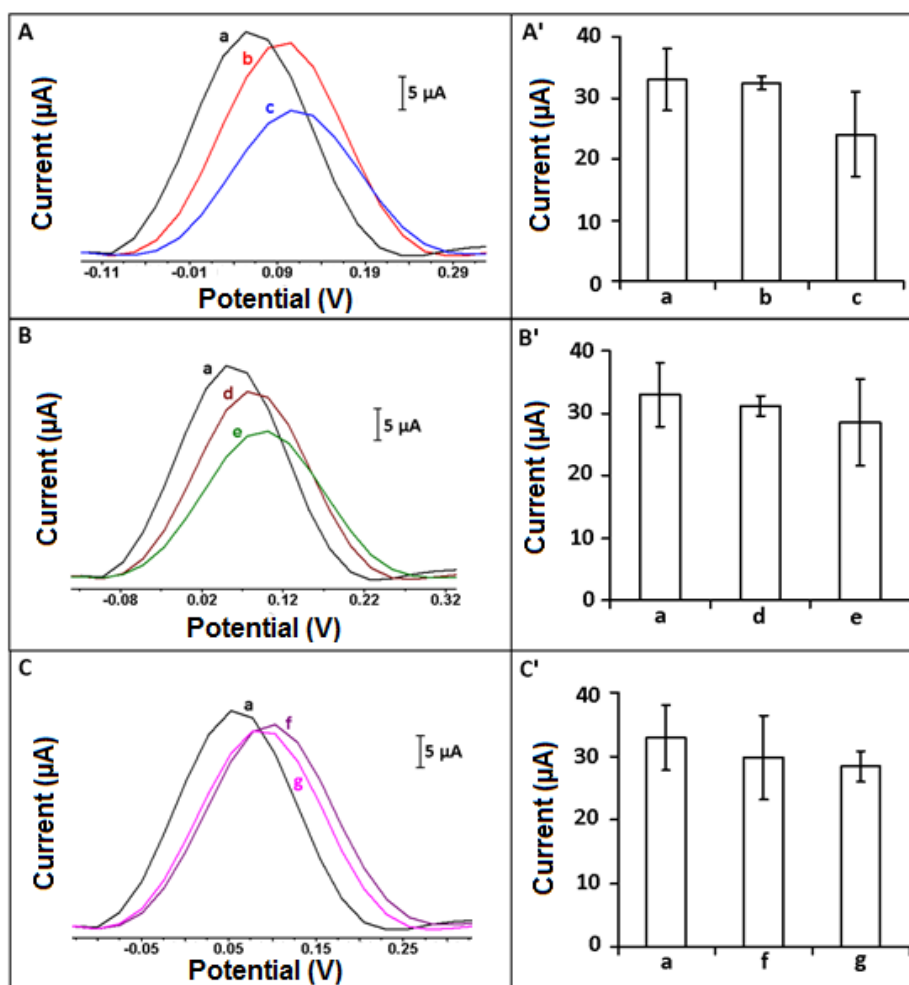 A
a
b
c
5 µA
Current (µA)
-0.11 -0.01 0.09 0.19 0.29
Potential (V)
A'
40
30
20
10
0
Current (µA)
a b c
B
a
d
e
5 µA
Current (µA)
-0.08 0.02 0.12 0.22 0.32
Potential (V)
B'
40
30
20
10
0
Current (µA)
a d e
C
a
f
g
5 µA
Current (µA)
-0.05 0.05 0.15 0.25
Potential (V)
C'
40
30
20
10
0
Current (µA)
a f g